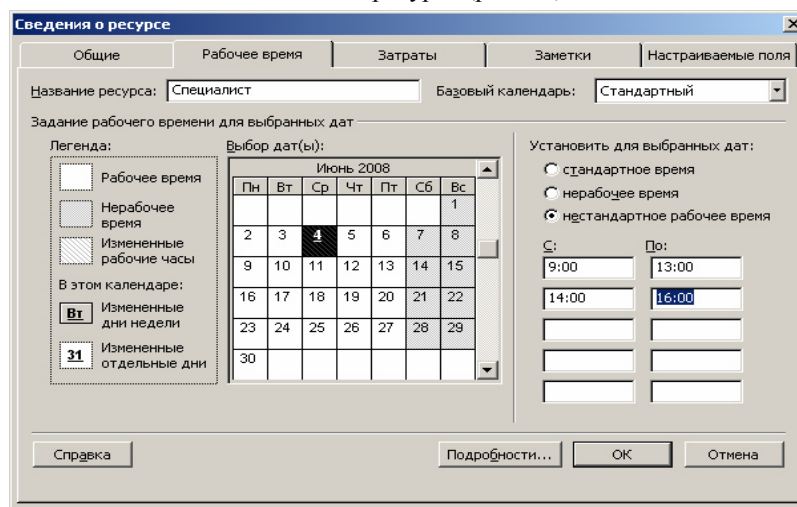 Сведения о ресурсе
Общие Рабочее время Затраты Заметки Настраиваемые поля
Название ресурса: Специалист Базовый календарь: Стандартный
Задание рабочего времени для выбранных дат
Легенда: Выбор дат(ы): Установить для выбранных дат:
Рабочее время
Нерабочее время
Измененные рабочие часы
В этом календаре:
Вт Измененные дни недели
31 Измененные отдельные дни
Июнь 2008
Пн Вт Ср Чт Пт Сб Вс
1
2 3 4 5 6 7 8
9 10 11 12 13 14 15
16 17 18 19 20 21 22
23 24 25 26 27 28 29
30
стандартное время
нерабочее время
нестандартное рабочее время
С: По:
9:00 13:00
14:00 16:00
Справка Подробности... ОК Отмена